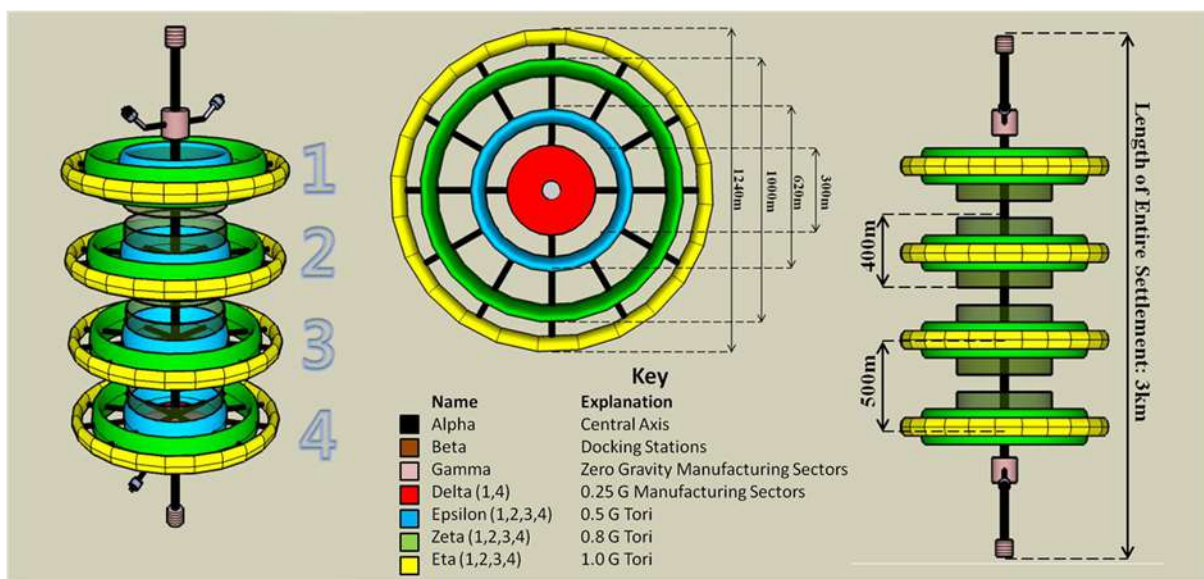 1
2
3
4
1240m
1000m
620m
300m
Key
Name Explanation
Alpha Central Axis
Beta Docking Stations
Gamma Zero Gravity Manufacturing Sectors
Delta (1,4) 0.25 G Manufacturing Sectors
Epsilon (1,2,3,4) 0.5 G Tori
Zeta (1,2,3,4) 0.8 G Tori
Eta (1,2,3,4) 1.0 G Tori
400m
500m
Length of Entire Settlement: 3km